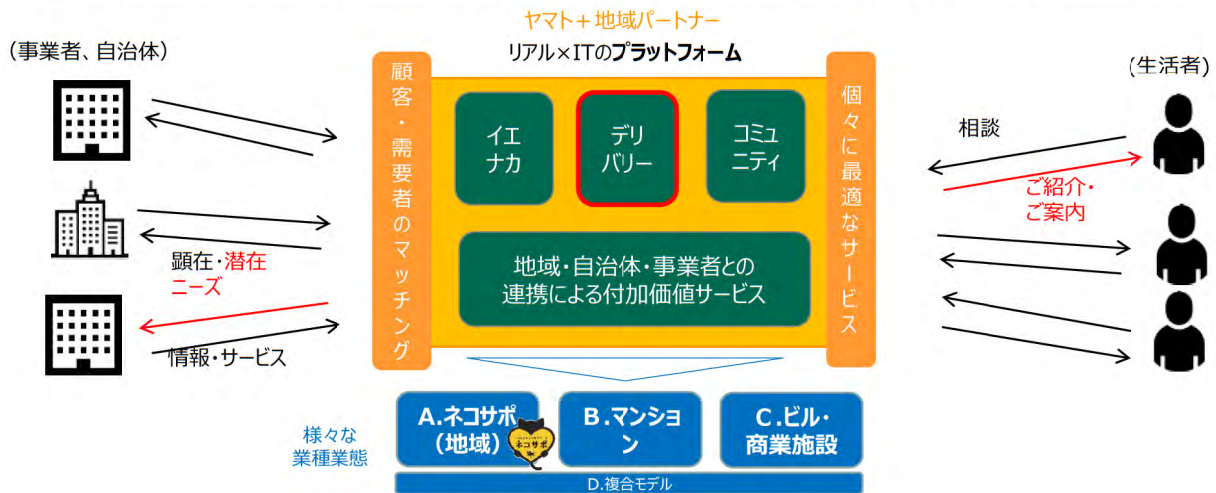 ヤマト＋地域パートナー
リアル×ITのプラットフォーム
(事業者、自治体)
(生活者)
顧客・需要者のマッチング
イエ
ナカ
デリ
バリー
コミュ
ニティ
個々に最適なサービス
相談
ご紹介・
ご案内
顕在・潜在
ニーズ
地域・自治体・事業者との
連携による付加価値サービス
情報・サービス
様々な
業種業態
A.ネコサポ
（地域）
ネコサポ
B.マンショ
ン
C.ビル・
商業施設
D.複合モデル